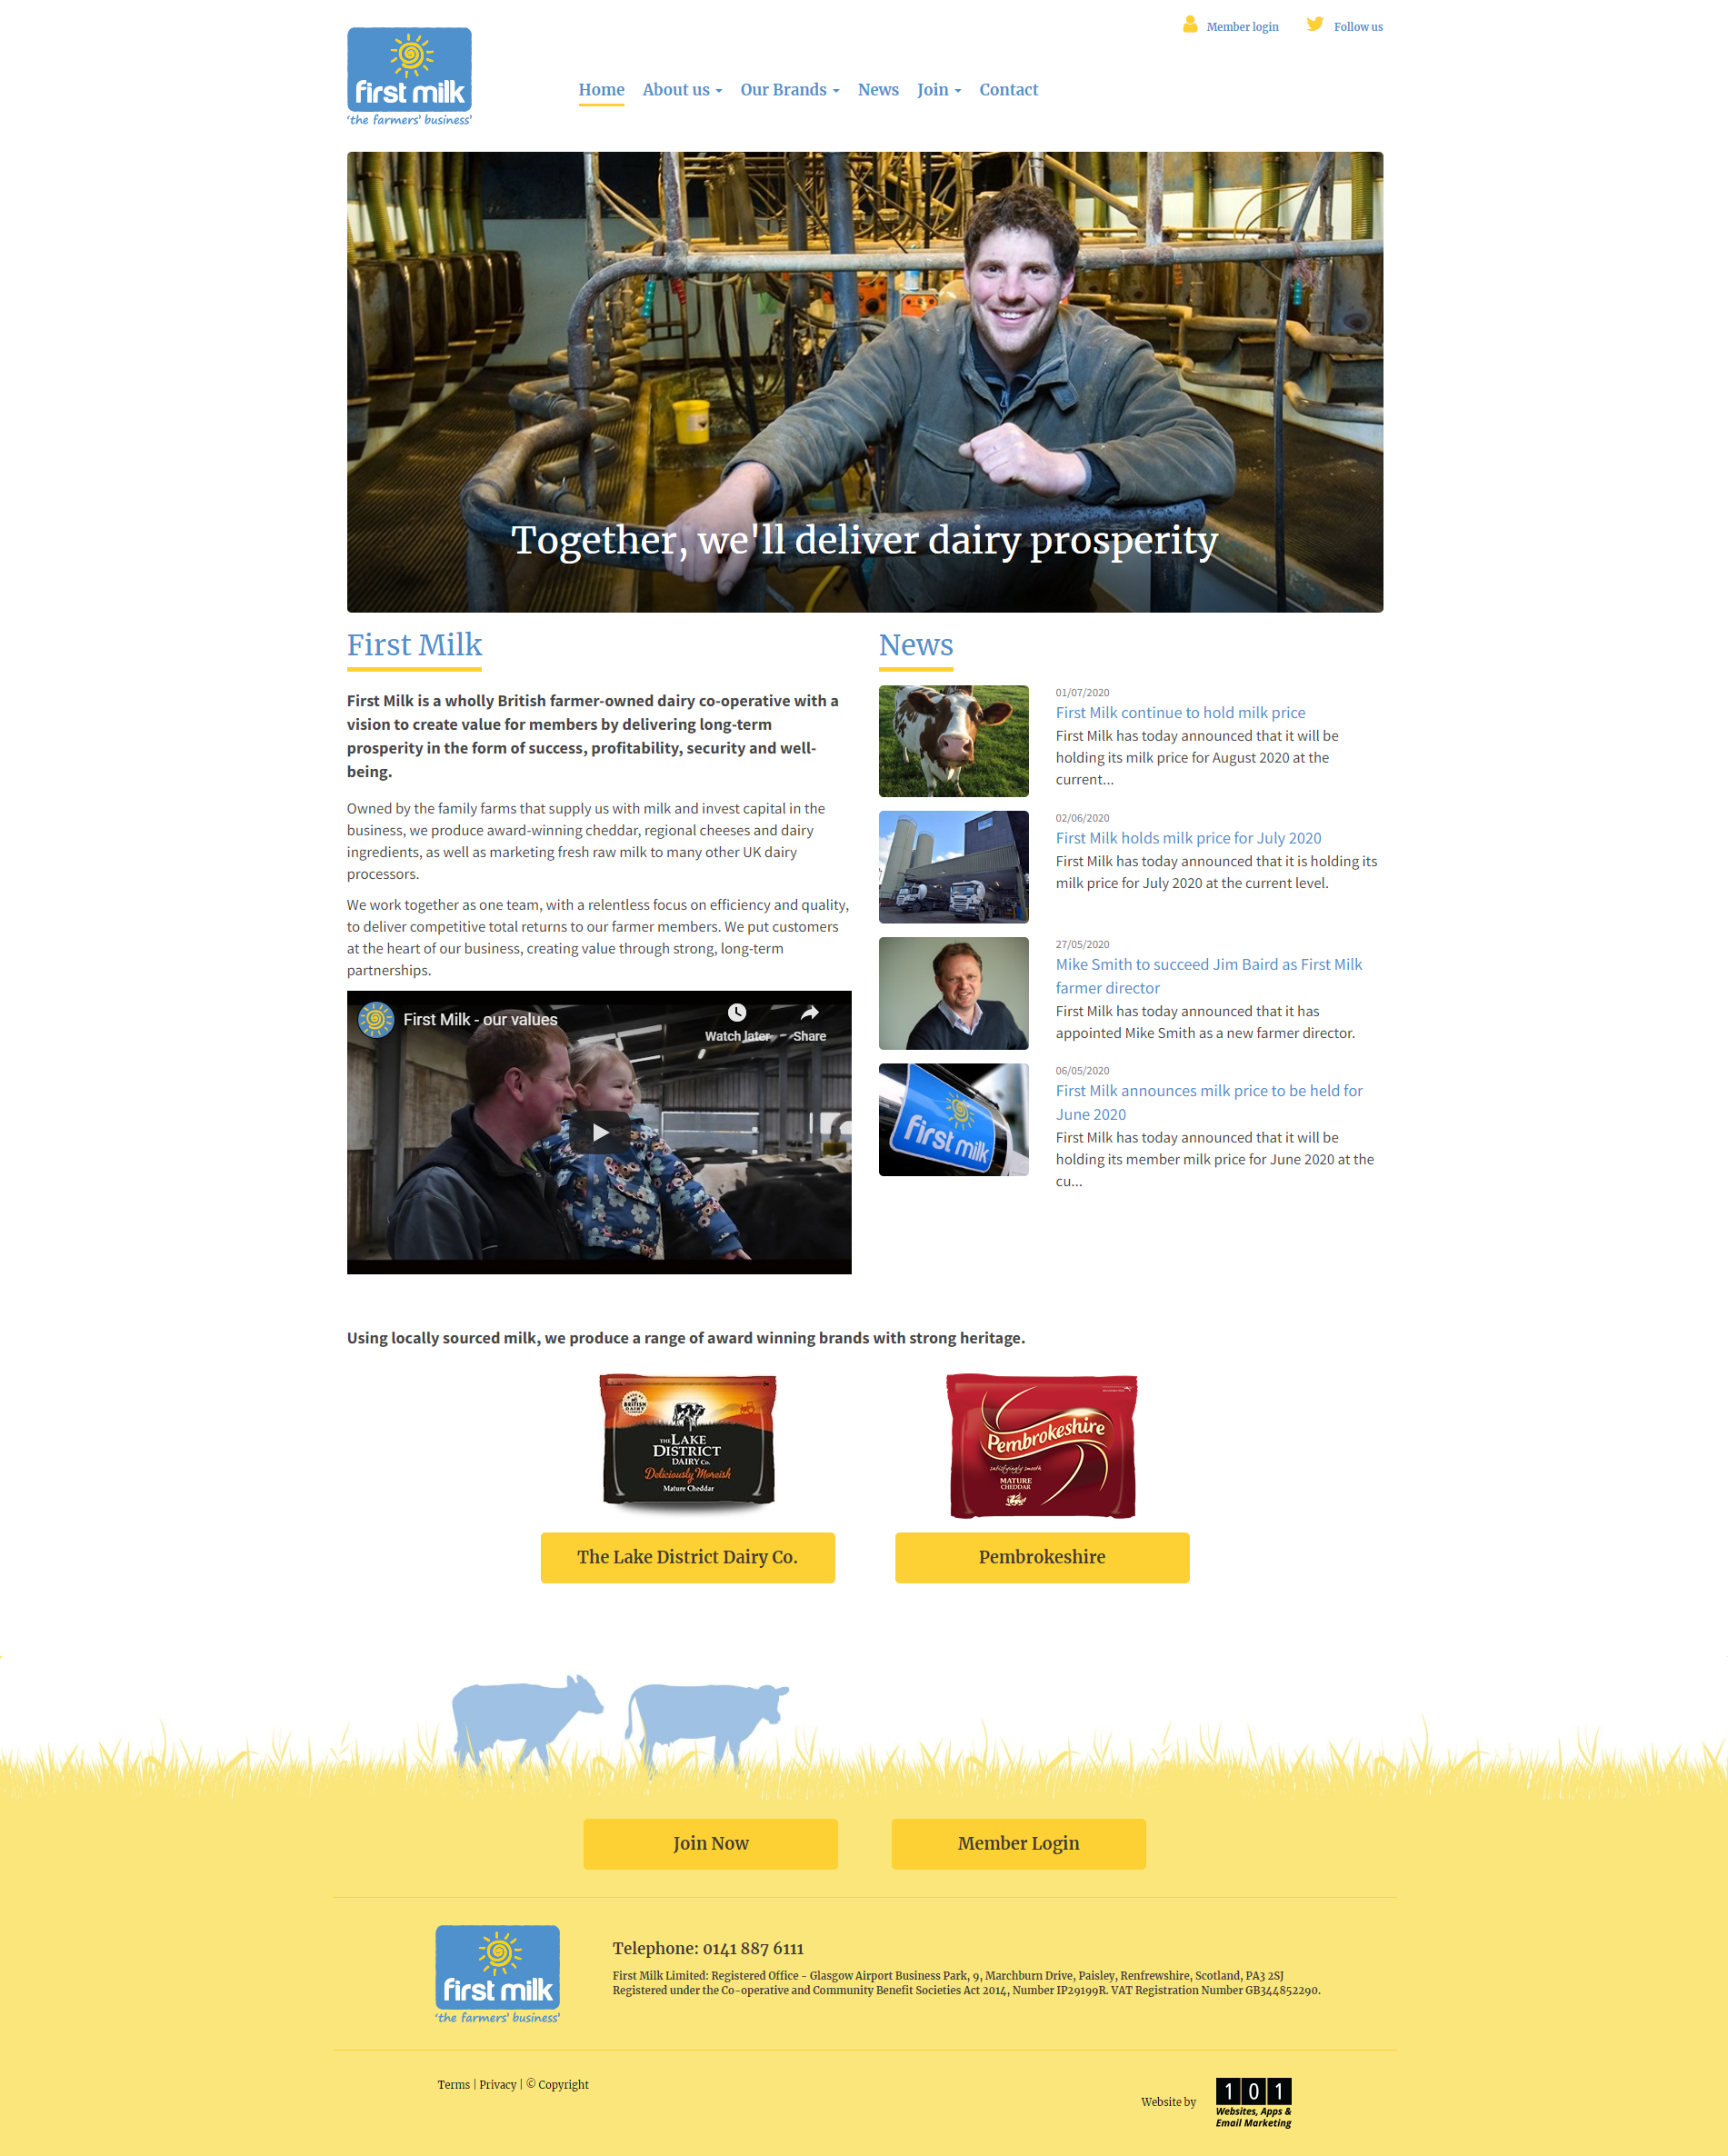 Member login
Follow us
first milk
'the farmers' business'
Home
About us
Our Brands
News
Join
Contact
Together, we'll deliver dairy prosperity
First Milk
First Milk is a wholly British farmer-owned dairy co-operative with a
vision to create value for members by delivering long-term
prosperity in the form of success, profitability, security and well-
being.
Owned by the family farms that supply us with milk and invest capital in the
business, we produce award-winning cheddar, regional cheeses and dairy
ingredients, as well as marketing fresh raw milk to many other UK dairy
processors.
We work together as one team, with a relentless focus on efficiency and quality,
to deliver competitive total returns to our farmer members. We put customers
at the heart of our business, creating value through strong, long-term
partnerships.
First Milk - our values
Watch later
Share
News
01/07/2020
First Milk continue to hold milk price
First Milk has today announced that it will be
holding its milk price for August 2020 at the
current...
02/06/2020
First Milk holds milk price for July 2020
First Milk has today announced that it is holding its
milk price for July 2020 at the current level.
27/05/2020
Mike Smith to succeed Jim Baird as First Milk
farmer director
First Milk has today announced that it has
appointed Mike Smith as a new farmer director.
first milk
06/05/2020
First Milk announces milk price to be held for
June 2020
First Milk has today announced that it will be
holding its member milk price for June 2020 at the
cu...
Using locally sourced milk, we produce a range of award winning brands with strong heritage.
BRITISH
DAIRY
THE LAKE
DISTRICT
DAIRY Co.
Deliciously Moreish
Mature Cheddar
Pembrokeshire
satisfyingly smooth
MATURE
CHEDDAR
The Lake District Dairy Co.
Pembrokeshire
Join Now
Member Login
first milk
'the farmers' business'
Telephone: 0141 887 6111
First Milk Limited: Registered Office - Glasgow Airport Business Park, 9, Marchburn Drive, Paisley, Renfrewshire, Scotland, PA3 2SJ
Registered under the Co-operative and Community Benefit Societies Act 2014, Number IP29199R. VAT Registration Number GB344852290.
Terms | Privacy | © Copyright
Website by
101
Websites, Apps &
Email Marketing